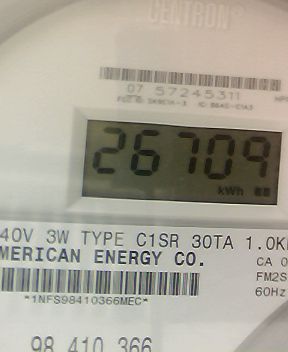 CENTRON®
07 57245311
26709
kWh
40V 3W TYPE C1SR 30TA 1.0K
MERICAN ENERGY CO.
CA 0
FM2S
60Hz
*1NFS98410366MEC*
98 410 366